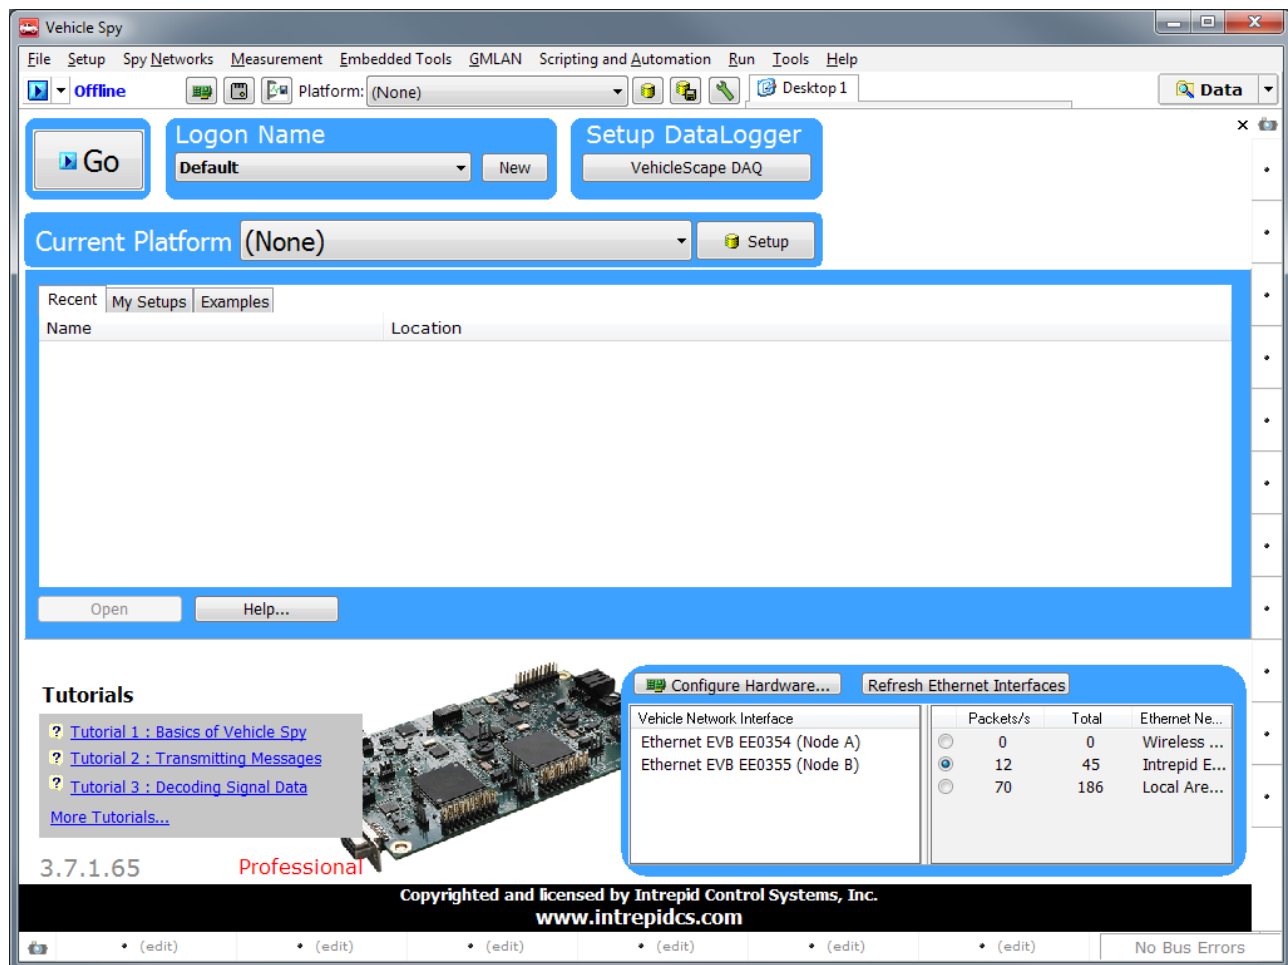 Vehicle Spy
File Setup Spy Networks Measurement Embedded Tools GMLAN Scripting and Automation Run Tools Help
Offline Platform: (None) Desktop 1 Data
Go
Logon Name
Default New
Setup DataLogger
VehicleScape DAQ
Current Platform (None) Setup
Recent My Setups Examples
Name Location
Open Help...
Tutorials
Tutorial 1 : Basics of Vehicle Spy
Tutorial 2 : Transmitting Messages
Tutorial 3 : Decoding Signal Data
More Tutorials...
3.7.1.65 Professional
Configure Hardware... Refresh Ethernet Interfaces
Vehicle Network Interface
Ethernet EVB EE0354 (Node A)
Ethernet EVB EE0355 (Node B)
Packets/s Total Ethernet Ne...
0 0 Wireless ...
12 45 Intrepid E...
70 186 Local Are...
Copyrighted and licensed by Intrepid Control Systems, Inc.
www.intrepidcs.com
(edit) (edit) (edit) (edit) (edit) (edit) No Bus Errors